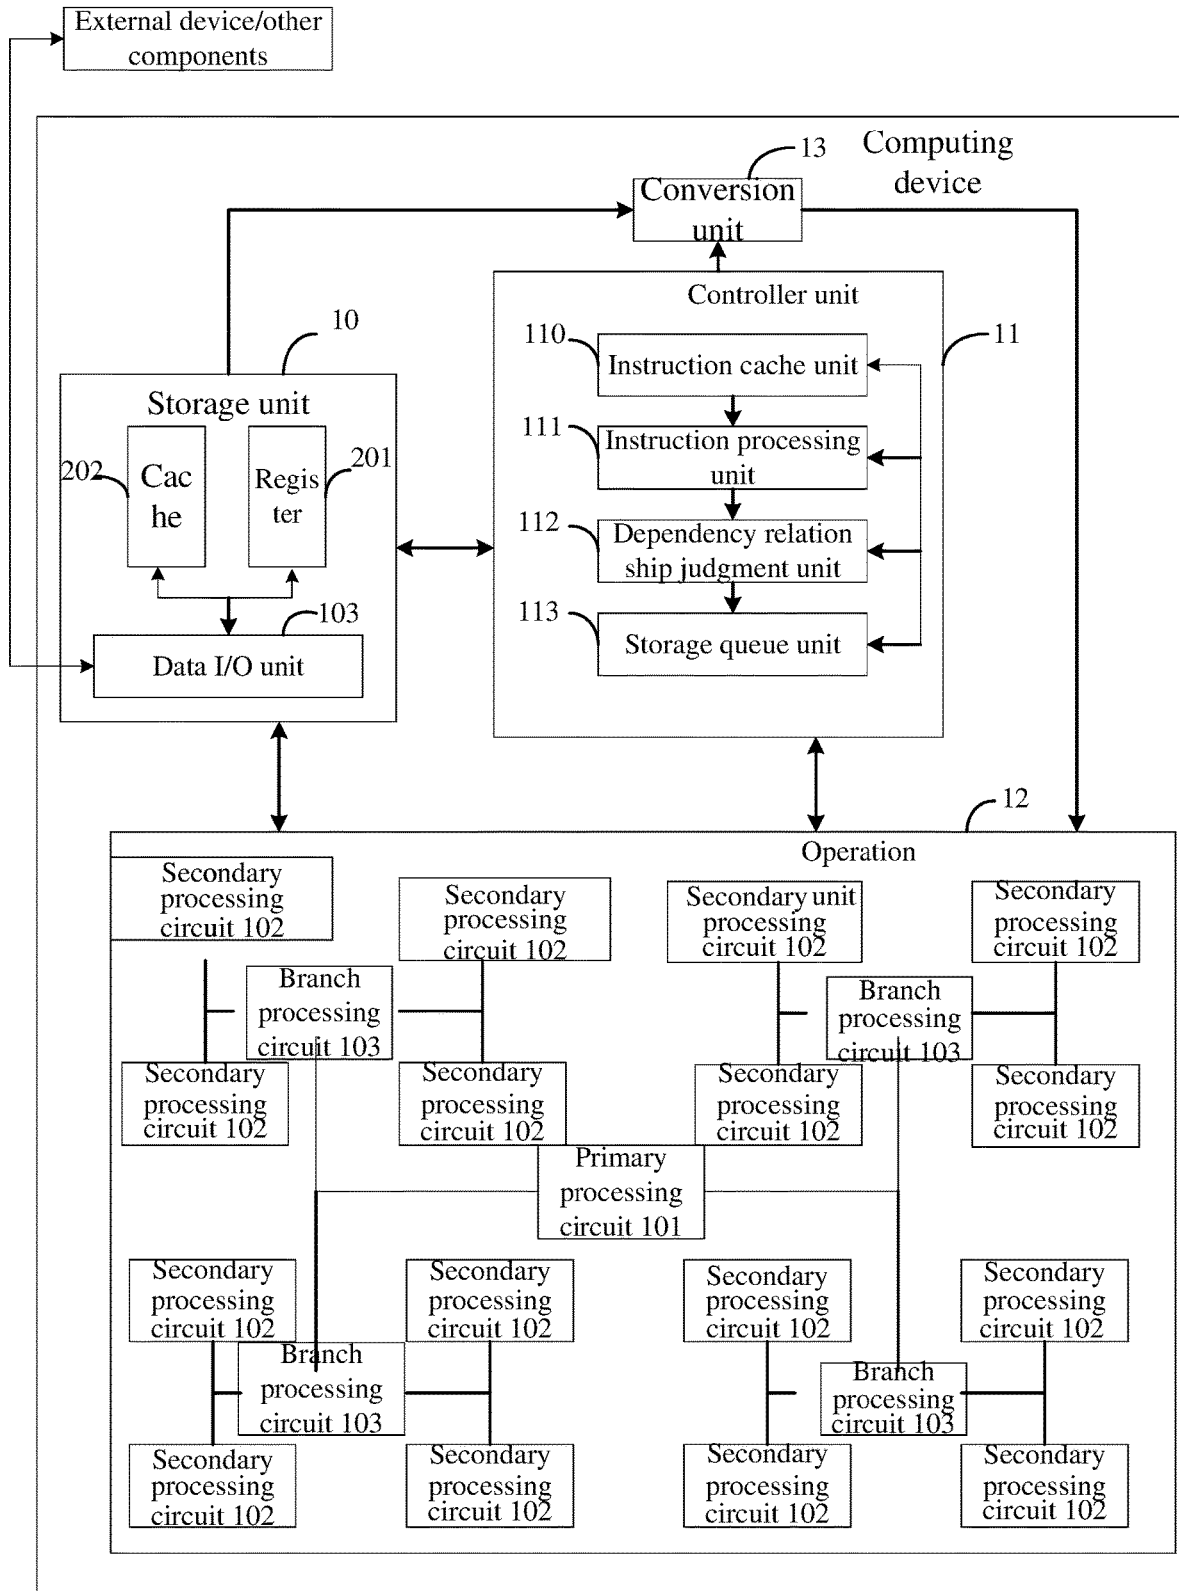 External device/other
components
13
Computing
device
Conversion
unit
Controller unit
10
110
11
Instruction cache unit
Storage unit
111
Instruction processing
unit
202
Cac
he
Regis
ter
201
112
Dependency relation
ship judgment unit
103
113
Storage queue unit
Data I/O unit
12
Operation
Secondary
processing
circuit 102
Secondary
processing
circuit 102
Secondary unit
processing
circuit 102
Secondary
processing
circuit 102
Branch
processing
circuit 103
Branch
processing
circuit 103
Secondary
processing
circuit 102
Secondary
processing
circuit 102
Secondary
processing
circuit 102
Secondary
processing
circuit 102
Primary
processing
circuit 101
Secondary
processing
circuit 102
Secondary
processing
circuit 102
Secondary
processing
circuit 102
Secondary
processing
circuit 102
Branch
processing
circuit 103
Branch
processing
circuit 103
Secondary
processing
circuit 102
Secondary
processing
circuit 102
Secondary
processing
circuit 102
Secondary
processing
circuit 102